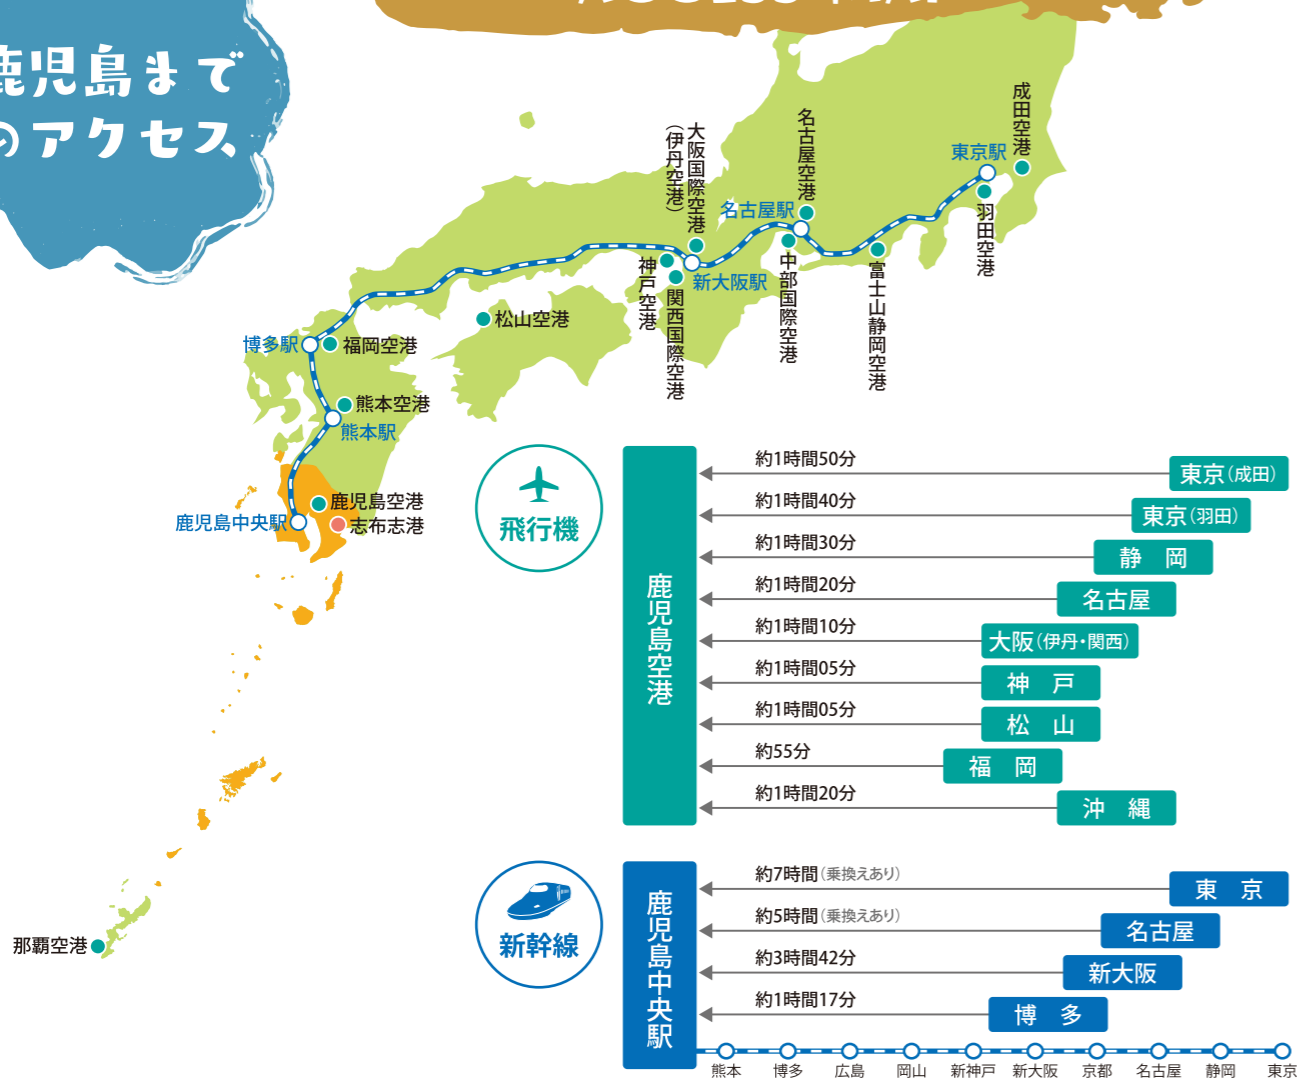 鹿児島まで
のアクセス
成田空港
東京駅
羽田空港
名古屋空港
名古屋駅
中部国際空港
富士山静岡空港
大阪国際空港
（伊丹空港）
新大阪駅
神戸空港
関西国際空港
松山空港
博多駅
福岡空港
熊本空港
熊本駅
鹿児島空港
鹿児島中央駅
志布志港
那覇空港
飛行機
鹿児島空港
約1時間50分 東京（成田）
約1時間40分 東京（羽田）
約1時間30分 静岡
約1時間20分 名古屋
約1時間10分 大阪（伊丹・関西）
約1時間05分 神戸
約1時間05分 松山
約55分 福岡
約1時間20分 沖縄
新幹線
鹿児島中央駅
約7時間（乗換えあり） 東京
約5時間（乗換えあり） 名古屋
約3時間42分 新大阪
約1時間17分 博多
熊本 博多 広島 岡山 新神戸 新大阪 京都 名古屋 静岡 東京